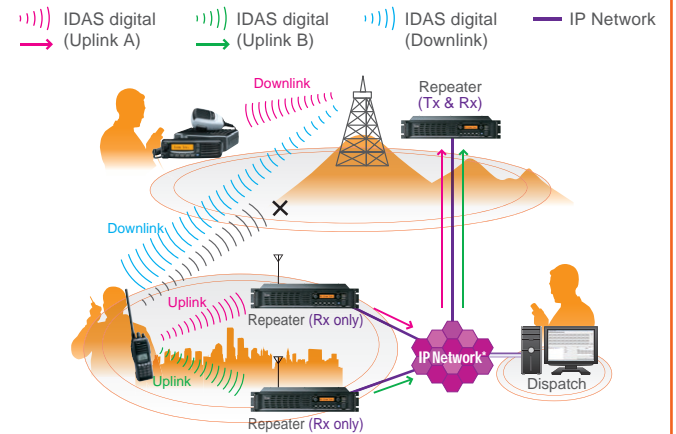 IDAS digital
(Uplink A)
IDAS digital
(Uplink B)
IDAS digital
(Downlink)
IP Network
Downlink
Repeater
(Tx & Rx)
Downlink
Uplink
Repeater (Rx only)
IP Network*
Uplink
Dispatch
Repeater (Rx only)